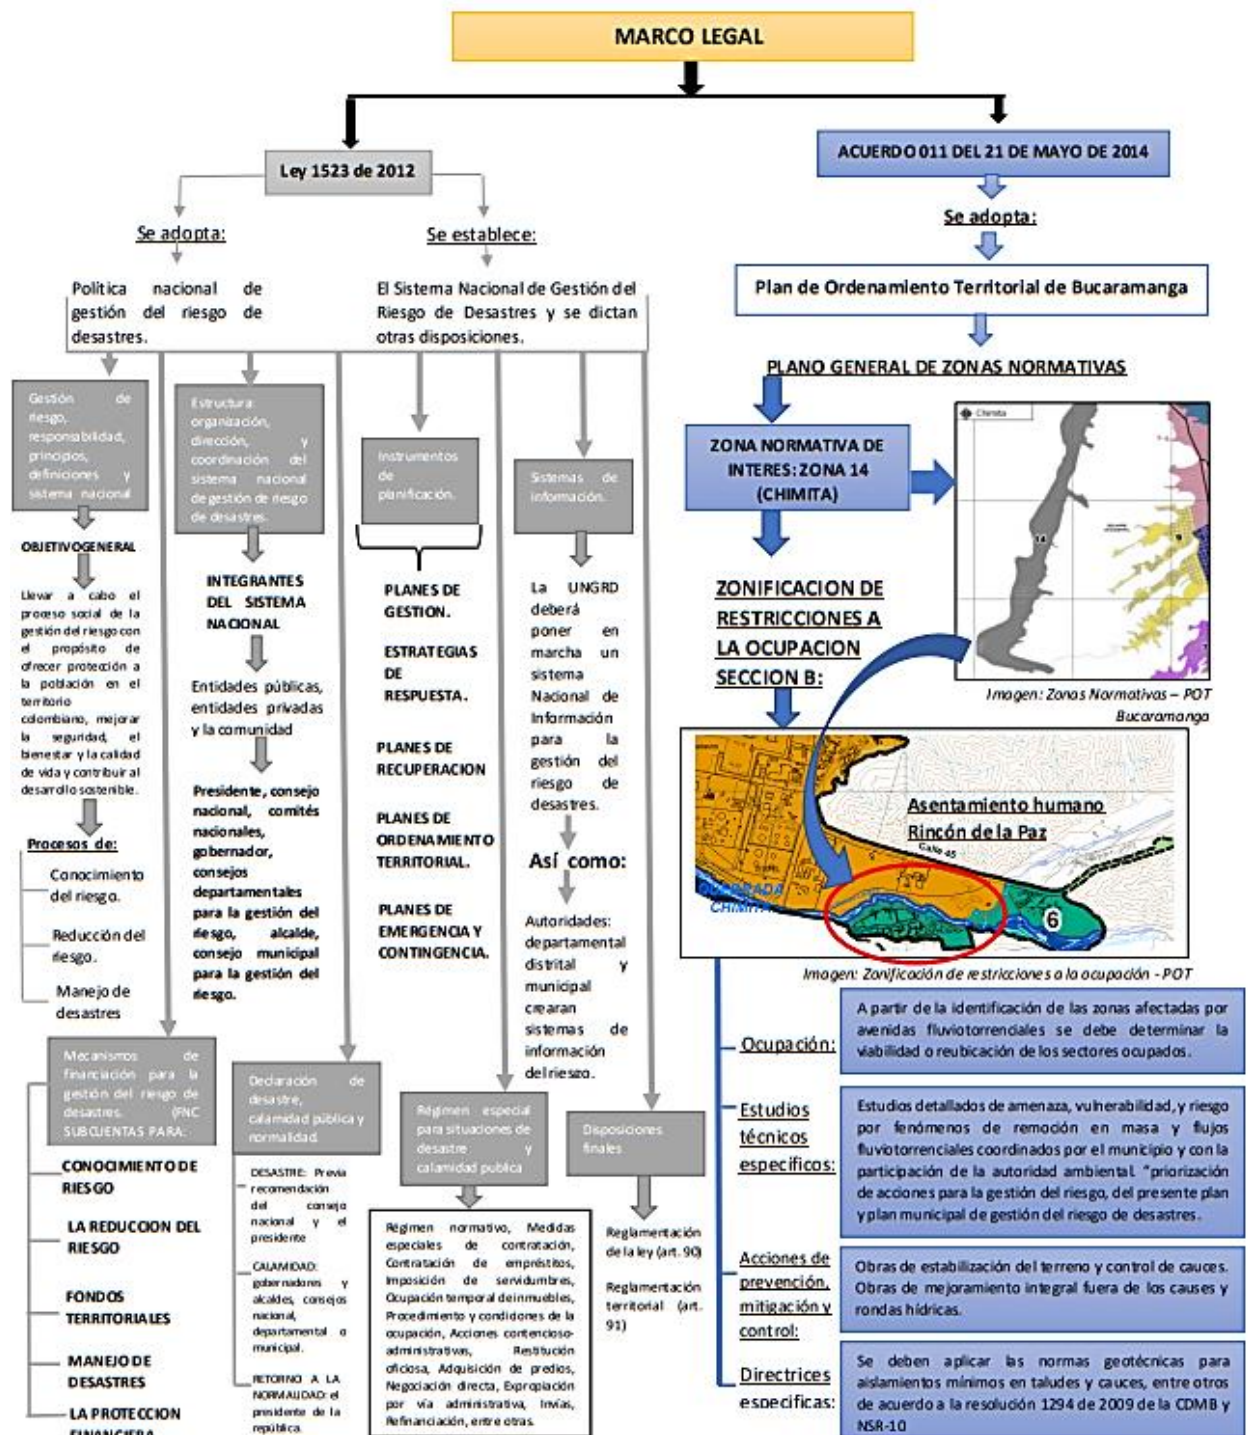 MARCO LEGAL
Ley 1523 de 2012
Se adopta:
Se establece:
Política nacional de
gestión del riesgo de
desastres.
El Sistema Nacional de Gestión del
Riesgo de Desastres y se dictan
otras disposiciones.
Gestión de
riesgo,
responsabilidad,
principios,
definiciones y
sistema nacional
OBJETIVOGENERAL
Llevar a cabo el
proceso social de la
gestión del riesgo con
el propósito de
ofrecer protección a
la población en el
territorio
colombiano, mejorar
la seguridad, el
bienestar y la calidad
de vida y contribuir al
desarrollo sostenible.
Procesos de:
Conocimiento
del riesgo.
Reducción del
riesgo.
Manejo de
desastres
Estructura:
organización,
dirección, y
coordinación del
sistema nacional
de gestión de riesgo
de desastres.
INTEGRANTES
DEL SISTEMA
NACIONAL
Entidades públicas,
entidades privadas
y la comunidad
Presidente, consejo
nacional, comités
nacionales,
gobernador,
consejos
departamentales
para la gestión del
riesgo, alcalde,
consejo municipal
para la gestión del
riesgo.
Instrumentos
de
planificación.
PLANES DE
GESTION.
ESTRATEGIAS
DE
RESPUESTA.
PLANES DE
RECUPERACION
PLANES DE
ORDENAMIENTO
TERRITORIAL.
PLANES DE
EMERGENCIA Y
CONTINGENCIA.
Sistemas de
información.
La UNGRD
deberá
poner en
marcha un
sistema
Nacional de
Información
para la
gestión del
riesgo de
desastres.
Así como:
Autoridades:
departamental
distrital y
municipal
crearan
sistemas de
información
del riesgo.
Mecanismos de
financiación para la
gestión del riesgo de
desastres. (FNC
SUBCUENTAS PARA:
CONOCIMIENTO DE
RIESGO
LA REDUCCION DEL
RIESGO
FONDOS
TERRITORIALES
MANEJO DE
DESASTRES
LA PROTECCION
FINANCIERA
Declaración de
desastre,
calamidad pública y
normalidad.
DESASTRE: Previa
recomendación
del consejo
nacional y el
presidente
CALAMIDAD:
gobernadores y
alcaldes, consejos
nacional,
departamental o
municipal.
RETORNO A LA
NORMALIDAD: el
presidente de la
república.
Régimen especial
para situaciones de
desastre y
calamidad publica
Régimen normativo, Medidas
especiales de contratación,
Contratación de empréstitos,
Imposición de servidumbres,
Ocupación temporal de inmuebles,
Procedimiento y condiciones de la
ocupación, Acciones contencioso-
administrativas, Restitución
oficiosa, Adquisición de predios,
Negociación directa, Expropiación
por vía administrativa, Invías,
Refinanciación, entre otras.
Disposiciones
finales
Reglamentación
de la ley (art. 90)
Reglamentación
territorial (art.
91)
ACUERDO 011 DEL 21 DE MAYO DE 2014
Se adopta:
Plan de Ordenamiento Territorial de Bucaramanga
PLANO GENERAL DE ZONAS NORMATIVAS
ZONA NORMATIVA DE
INTERES: ZONA 14
(CHIMITA)
Chimita
14
9
Imagen: Zonas Normativas – POT
Bucaramanga
ZONIFICACION DE
RESTRICCIONES A
LA OCUPACION
SECCION B:
Asentamiento humano
Rincón de la Paz
Calle 45
QUEBRADA
CHIMITA
6
Imagen: Zonificación de restricciones a la ocupación - POT
Ocupación:
A partir de la identificación de las zonas afectadas por
avenidas fluviotorrenciales se debe determinar la
viabilidad o reubicación de los sectores ocupados.
Estudios
técnicos
específicos:
Estudios detallados de amenaza, vulnerabilidad, y riesgo
por fenómenos de remoción en masa y flujos
fluviotorrenciales coordinados por el municipio y con la
participación de la autoridad ambiental. "priorización
de acciones para la gestión del riesgo, del presente plan
y plan municipal de gestión del riesgo de desastres.
Acciones de
prevención,
mitigación y
control:
Obras de estabilización del terreno y control de cauces.
Obras de mejoramiento integral fuera de los causes y
rondas hídricas.
Directrices
especificas:
Se deben aplicar las normas geotécnicas para
aislamientos mínimos en taludes y cauces, entre otros
de acuerdo a la resolución 1294 de 2009 de la CDMB y
NSR-10